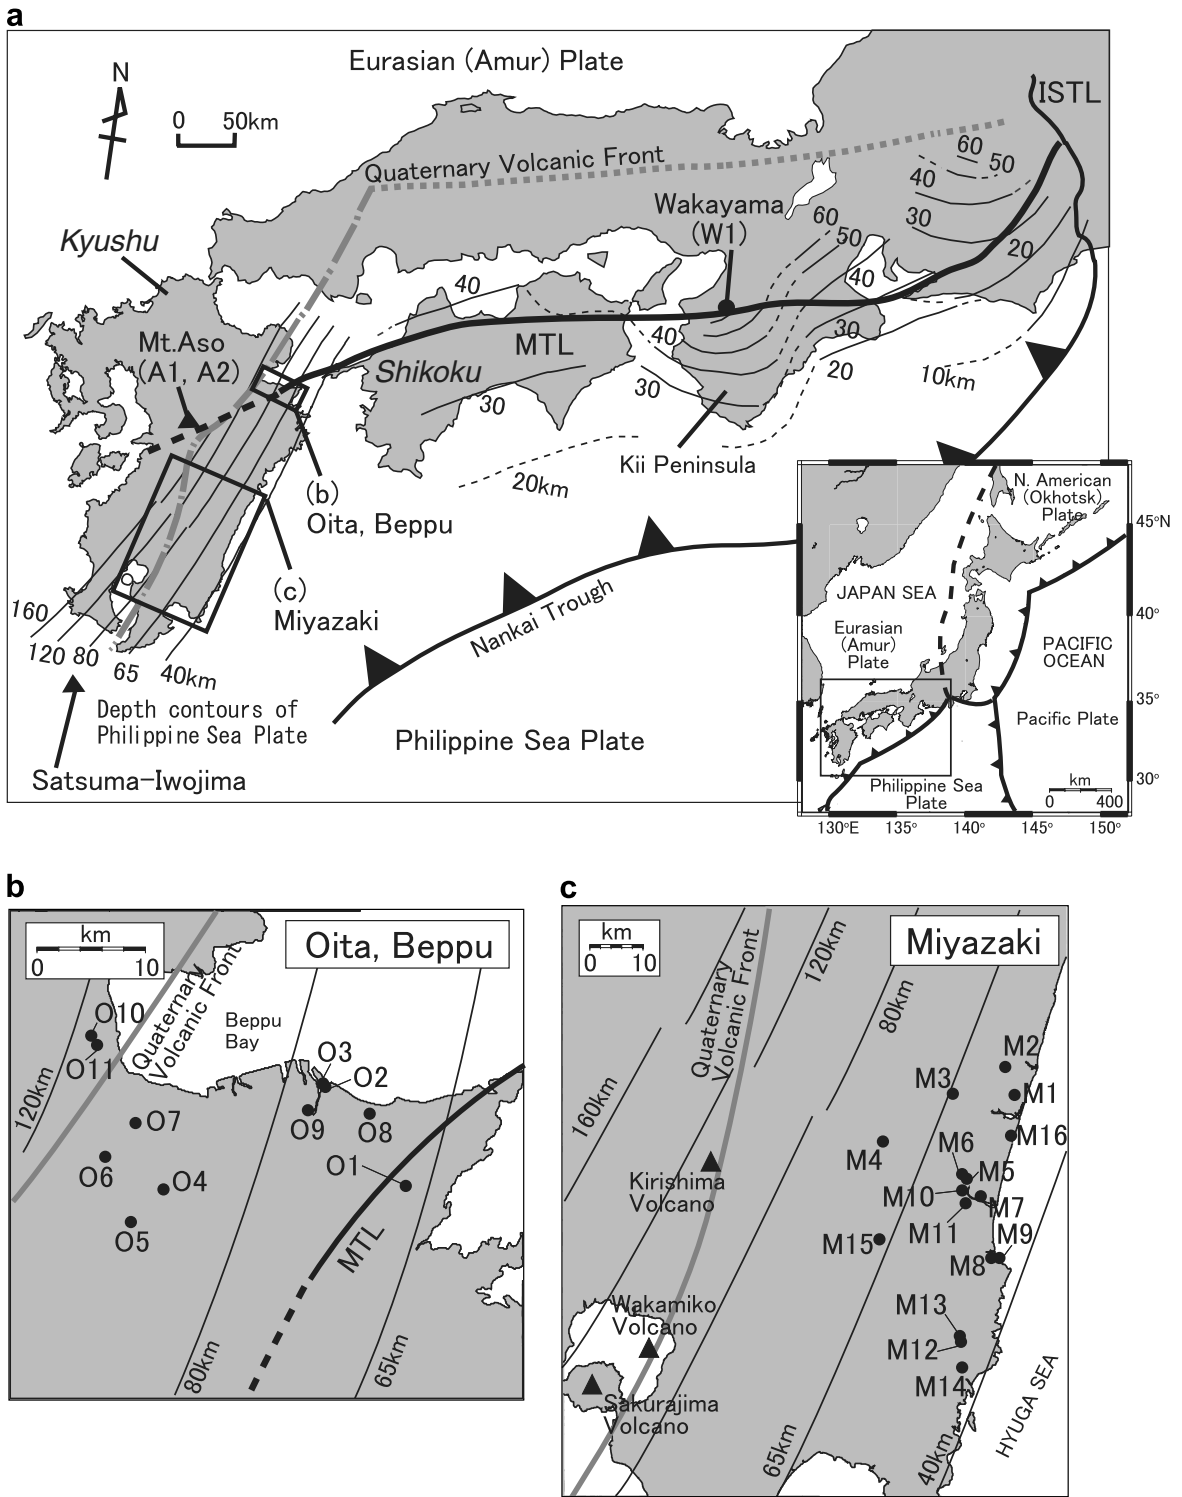 a
Eurasian (Amur) Plate
N
0 50km
ISTL
Quaternary Volcanic Front
60
50
40
30
20
Wakayama
(W1)
60
50
40
30
20
10km
Kyushu
40
Mt.Aso
(A1, A2)
MTL
Shikoku
40
30
30
20km
Kii Peninsula
(b)
Oita, Beppu
(c)
Miyazaki
Nankai Trough
160
120 80 65 40km
Depth contours of
Philippine Sea Plate
Satsuma-Iwojima
Philippine Sea Plate
N. American
(Okhotsk)
Plate
45°N
JAPAN SEA
40°
Eurasian
(Amur)
Plate
PACIFIC
OCEAN
35°
Pacific Plate
Philippine Sea
Plate
km
0 400
30°
130°E 135° 140° 145° 150°
b
km
0 10
Oita, Beppu
Quaternary
Volcanic Front
Beppu
Bay
O10
O11
120km
O3
O2
O7
O9
O8
O6
O4
O1
O5
MTL
80km
65km
c
km
0 10
Miyazaki
Quaternary
Volcanic Front
120km
80km
160km
M2
M3
M1
M16
M4
M6
M5
M10
M7
M11
Kirishima
Volcano
M15
M9
M8
M13
M12
M14
Wakamiko
Volcano
Sakurajima
Volcano
65km
40km
HYUGA SEA